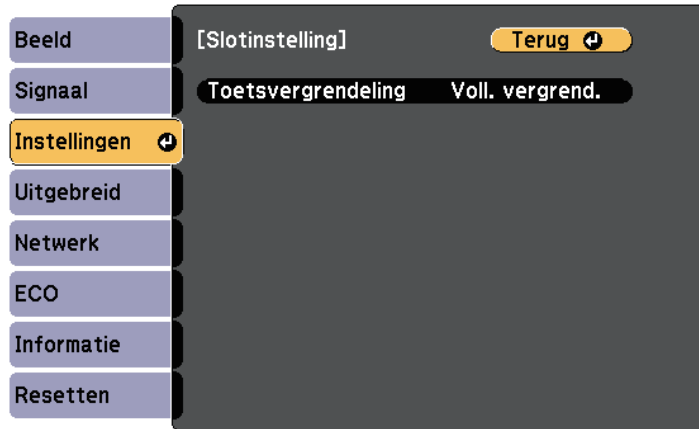 Beeld
Signaal
Instellingen
Uitgebreid
Netwerk
ECO
Informatie
Resetten
[Slotinstelling] Terug
Toetsvergrendeling Voll. vergrend.